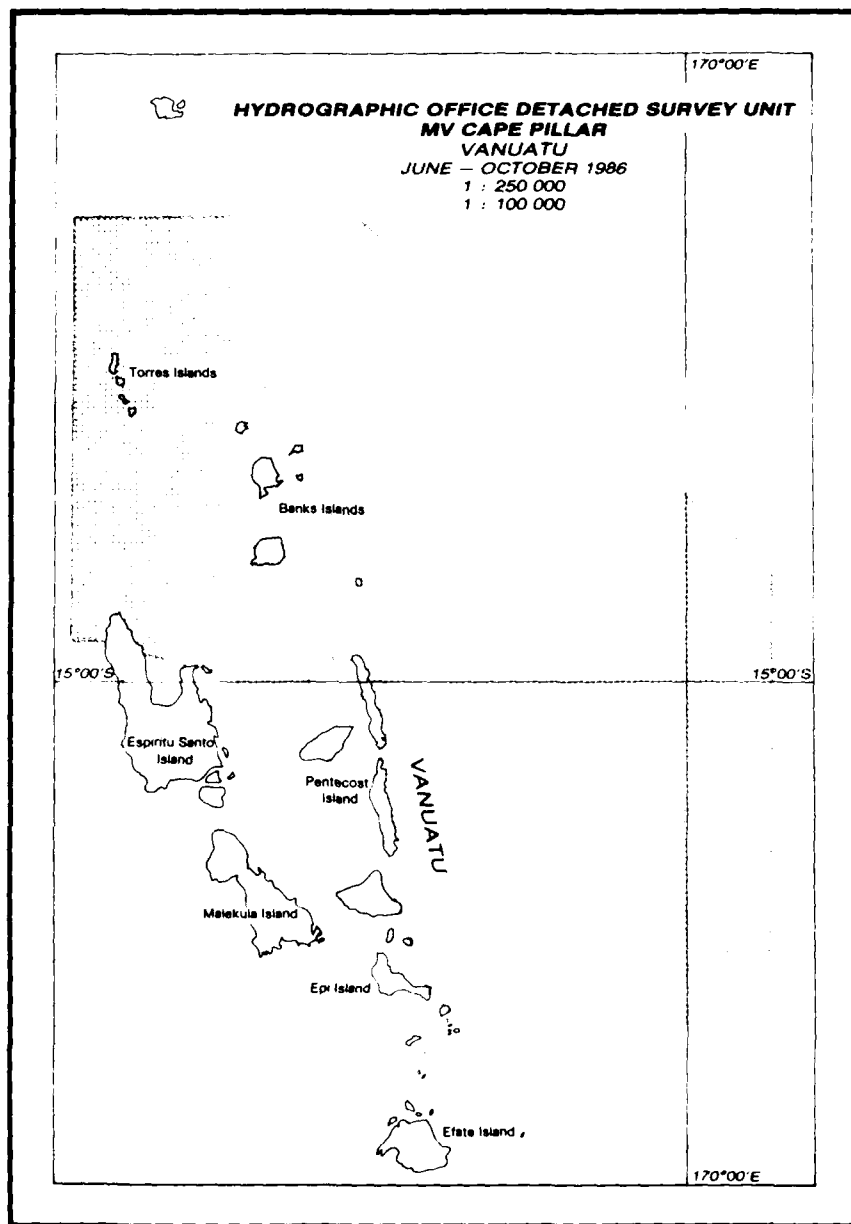 170°00'E
HYDROGRAPHIC OFFICE DETACHED SURVEY UNIT
MV CAPE PILLAR
VANUATU
JUNE – OCTOBER 1986
1 : 250 000
1 : 100 000
Torres Islands
Banks Islands
15°00'S
15°00'S
Espiritu Santo
Island
Pentecost
Island
VANUATU
Malekula Island
Epi Island
Efate Island
170°00'E